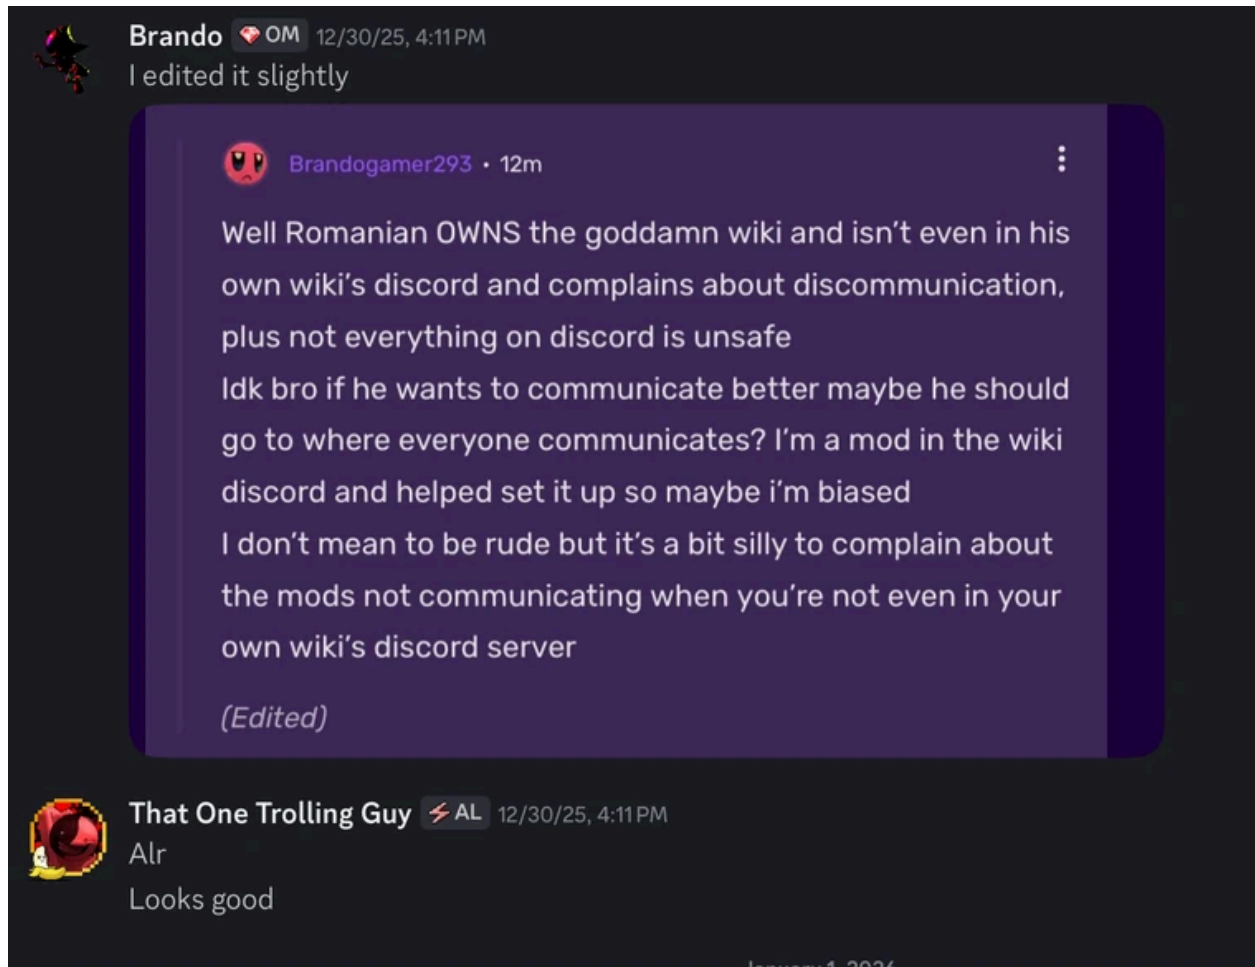 Brando OM 12/30/25, 4:11 PM
I edited it slightly
Brandogamer293 • 12m
Well Romanian OWNS the goddamn wiki and isn't even in his
own wiki's discord and complains about discommunication,
plus not everything on discord is unsafe
Idk bro if he wants to communicate better maybe he should
go to where everyone communicates? I'm a mod in the wiki
discord and helped set it up so maybe i'm biased
I don't mean to be rude but it's a bit silly to complain about
the mods not communicating when you're not even in your
own wiki's discord server
(Edited)
That One Trolling Guy AL 12/30/25, 4:11 PM
Alr
Looks good
January 1, 2026